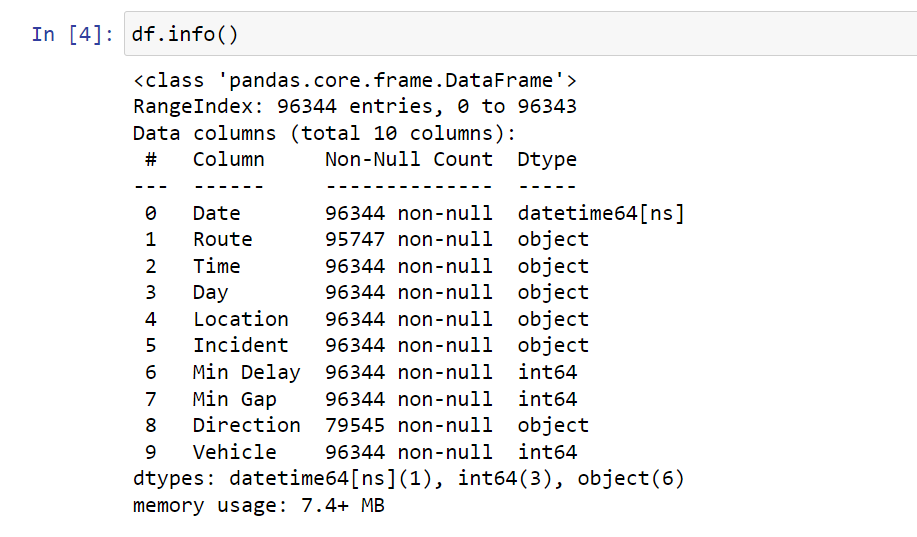 In [4]: df.info()
<class 'pandas.core.frame.DataFrame'>
RangeIndex: 96344 entries, 0 to 96343
Data columns (total 10 columns):
 #   Column     Non-Null Count  Dtype
---  ------     --------------  -----
 0   Date       96344 non-null  datetime64[ns]
 1   Route      95747 non-null  object
 2   Time       96344 non-null  object
 3   Day        96344 non-null  object
 4   Location   96344 non-null  object
 5   Incident   96344 non-null  object
 6   Min Delay  96344 non-null  int64
 7   Min Gap    96344 non-null  int64
 8   Direction  79545 non-null  object
 9   Vehicle    96344 non-null  int64
dtypes: datetime64[ns](1), int64(3), object(6)
memory usage: 7.4+ MB